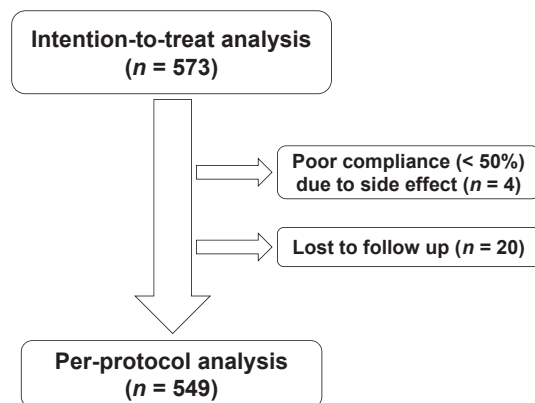 Intention-to-treat analysis
(n = 573)
Poor compliance (< 50%)
due to side effect (n = 4)
Lost to follow up (n = 20)
Per-protocol analysis
(n = 549)